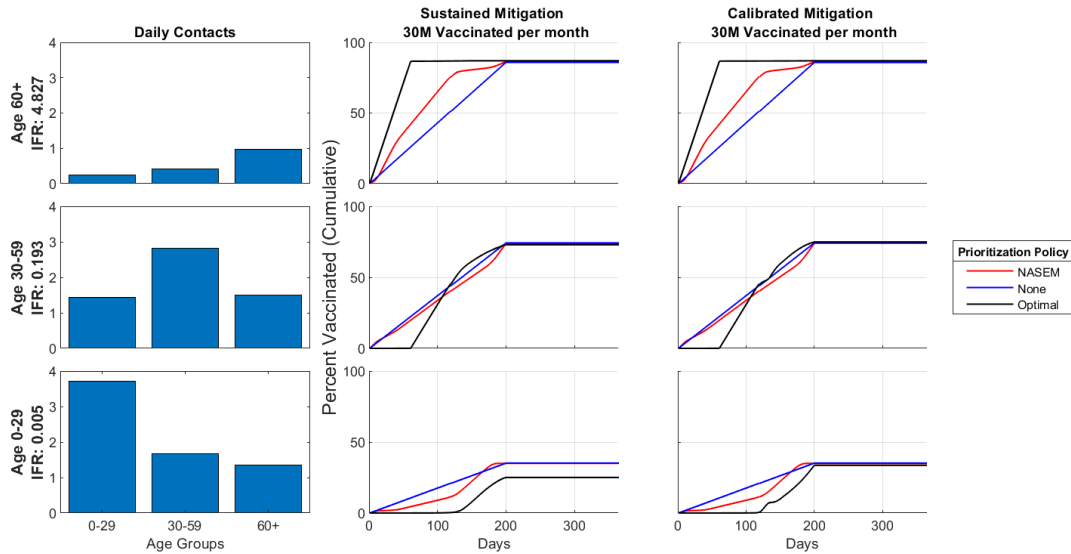 Daily Contacts
Sustained Mitigation
30M Vaccinated per month
Calibrated Mitigation
30M Vaccinated per month
Age 60+
IFR: 4.827
4
3
2
1
0
100
50
0
100
50
0
Age 30-59
IFR: 0.193
4
3
2
1
0
Percent Vaccinated (Cumulative)
100
50
0
100
50
0
Prioritization Policy
NASEM
None
Optimal
Age 0-29
IFR: 0.005
4
3
2
1
0
0-29
30-59
60+
Age Groups
100
50
0
0
100
200
300
Days
100
50
0
0
100
200
300
Days